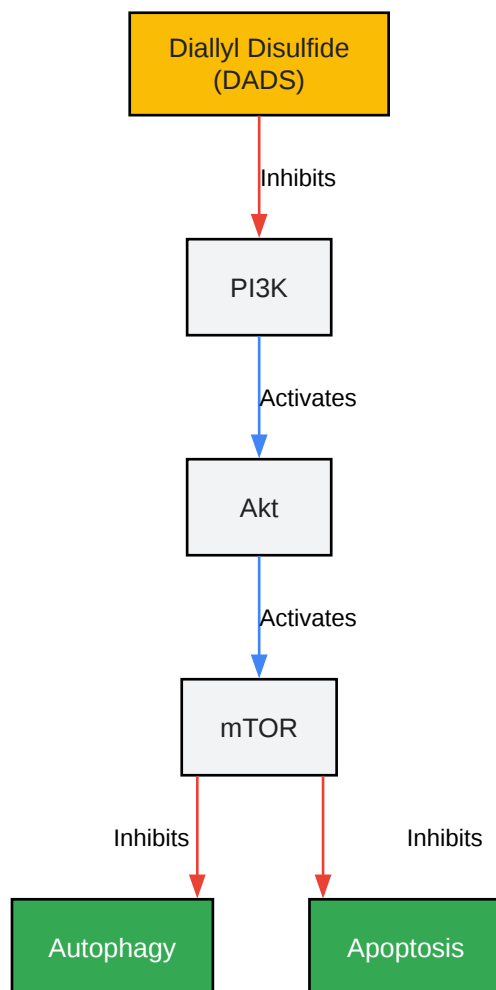 Diallyl Disulfide
(DADS)
Inhibits
PI3K
Activates
Akt
Activates
mTOR
Inhibits
Inhibits
Autophagy
Apoptosis